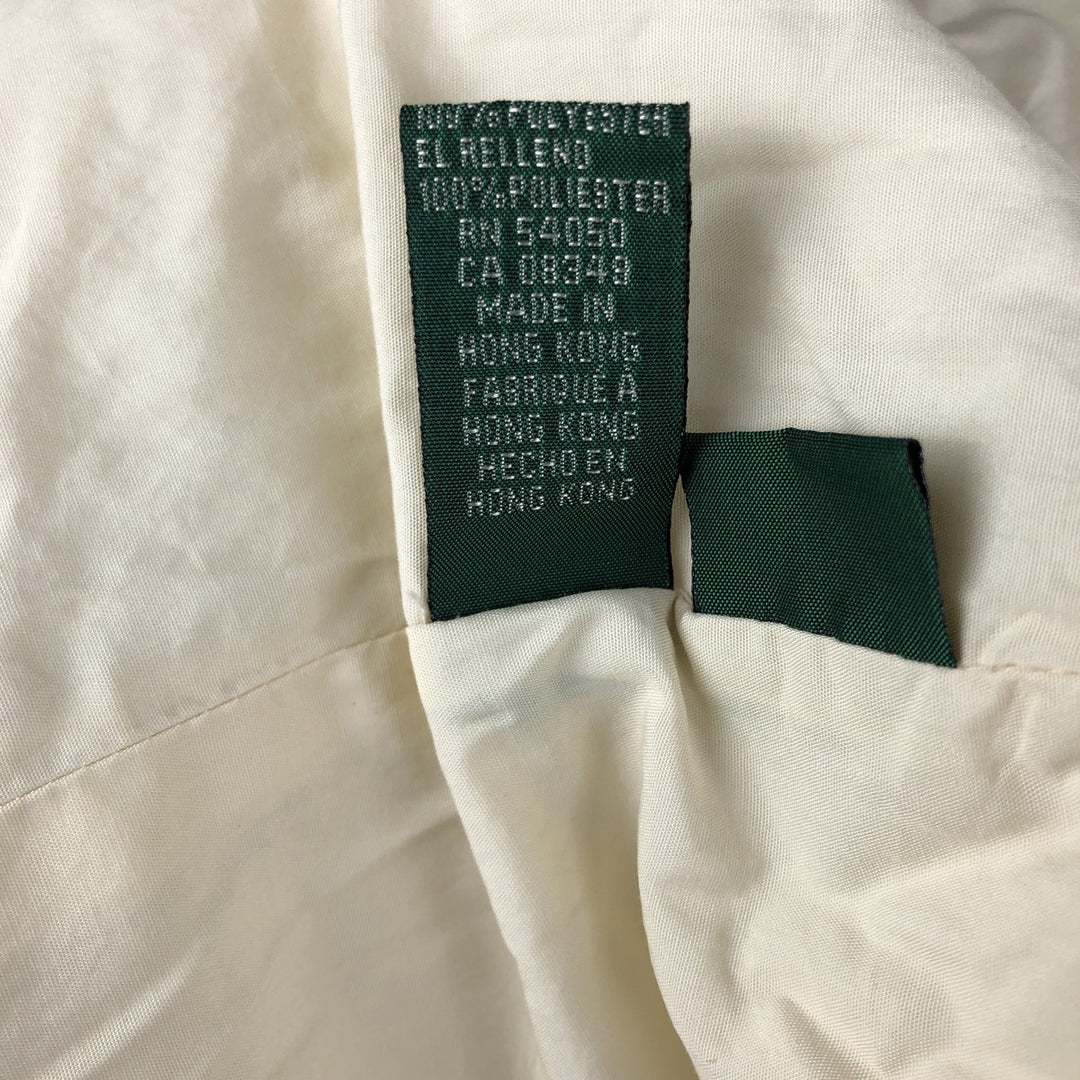 100% POLYESTER
EL RELLENO
100% POLIESTER
RN 54050
CA 08348
MADE IN
HONG KONG
FABRIQUÉ À
HONG KONG
HECHO EN
HONG KONG